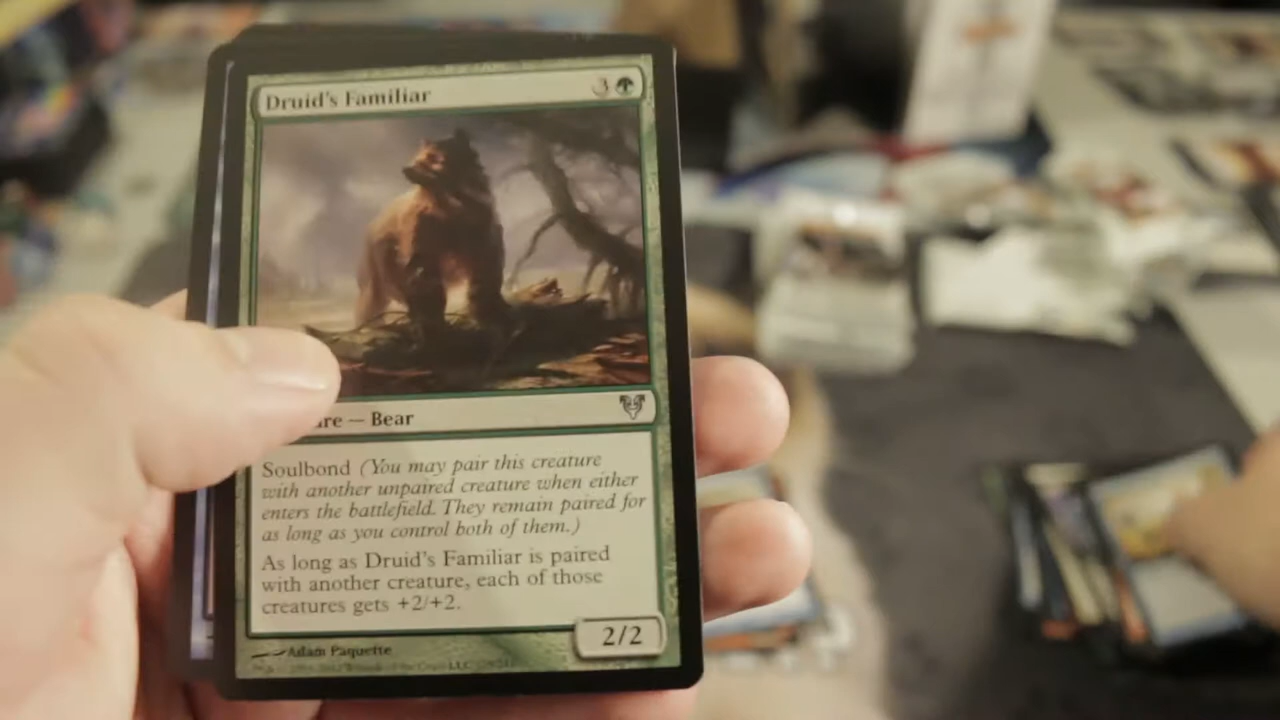 Druid's Familiar 3
re — Bear
Soulbond (You may pair this creature
with another unpaired creature when either
enters the battlefield. They remain paired for
as long as you control both of them.)
As long as Druid's Familiar is paired
with another creature, each of those
creatures gets +2/+2.
2/2
Adam Paquette